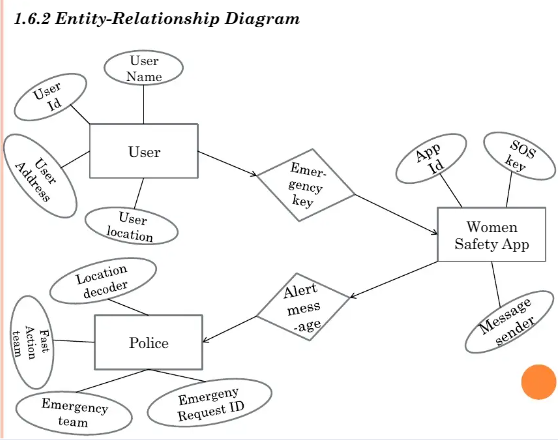 1.6.2 Entity-Relationship Diagram
User
Name
User
Id
User
User
Address
User
location
Emer-
gency
key
App
Id
SOS
key
Women
Safety App
Message
sender
Alert
mess
-age
Location
decoder
Police
Fast
Action
team
Emergency
team
Emergeny
Request ID